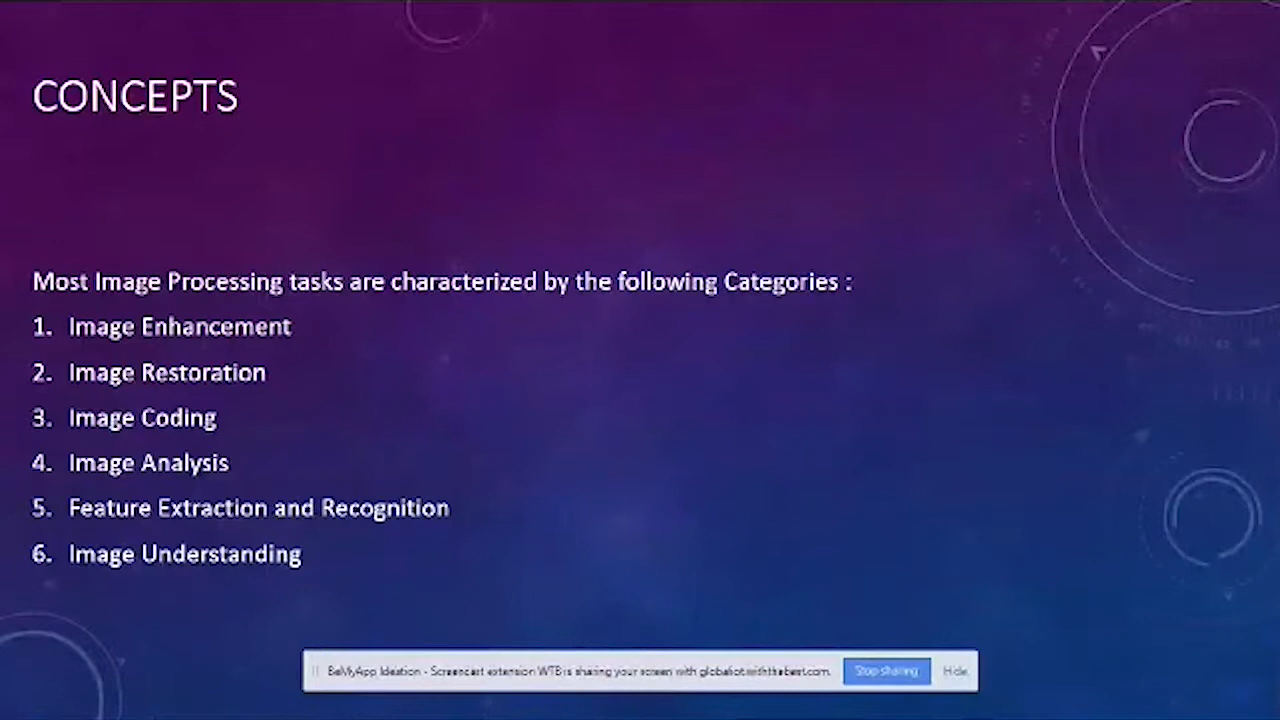 CONCEPTS
Most Image Processing tasks are characterized by the following Categories :
1. Image Enhancement
2. Image Restoration
3. Image Coding
4. Image Analysis
5. Feature Extraction and Recognition
6. Image Understanding
BeMyApp Ideation - Screencast extension WTB is sharing your screen with globaliot.withthebest.com. Stop sharing Hide